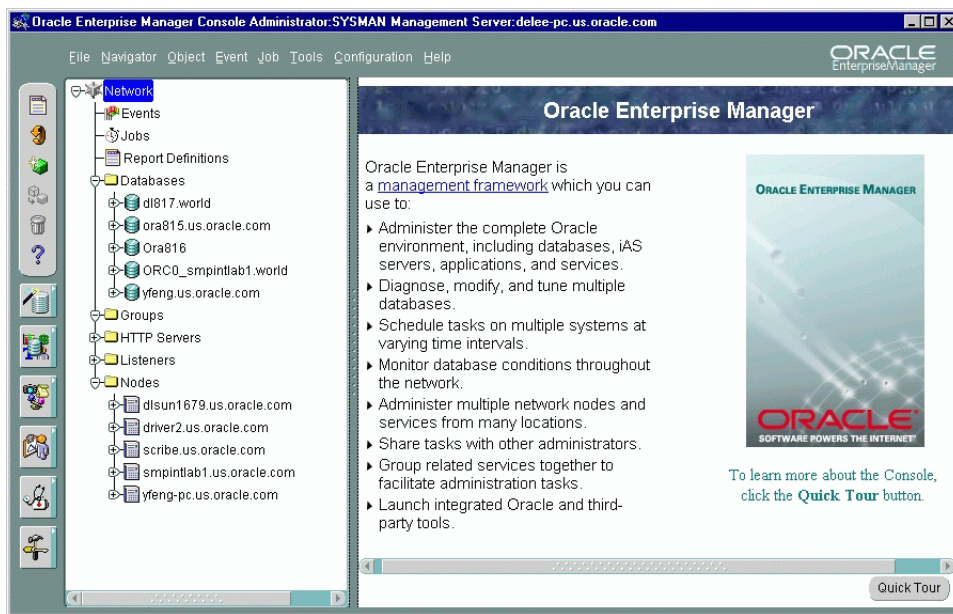 Oracle Enterprise Manager Console Administrator:SYSMAN Management Server:delee-pc.us.oracle.com
File Navigator Object Event Job Tools Configuration Help
ORACLE
EnterpriseManager
Network
Events
Jobs
Report Definitions
Databases
dl817.world
ora815.us.oracle.com
Ora816
ORC0_smpintlab1.world
yfeng.us.oracle.com
Groups
HTTP Servers
Listeners
Nodes
dlsun1679.us.oracle.com
driver2.us.oracle.com
scribe.us.oracle.com
smpintlab1.us.oracle.com
yfeng-pc.us.oracle.com
Oracle Enterprise Manager
Oracle Enterprise Manager is
a management framework which you can
use to:
Administer the complete Oracle
environment, including databases, iAS
servers, applications, and services.
Diagnose, modify, and tune multiple
databases.
Schedule tasks on multiple systems at
varying time intervals.
Monitor database conditions throughout
the network.
Administer multiple network nodes and
services from many locations.
Share tasks with other administrators.
Group related services together to
facilitate administration tasks.
Launch integrated Oracle and third-
party tools.
ORACLE ENTERPRISE MANAGER
ORACLE
SOFTWARE POWERS THE INTERNET
To learn more about the Console,
click the Quick Tour button.
Quick Tour